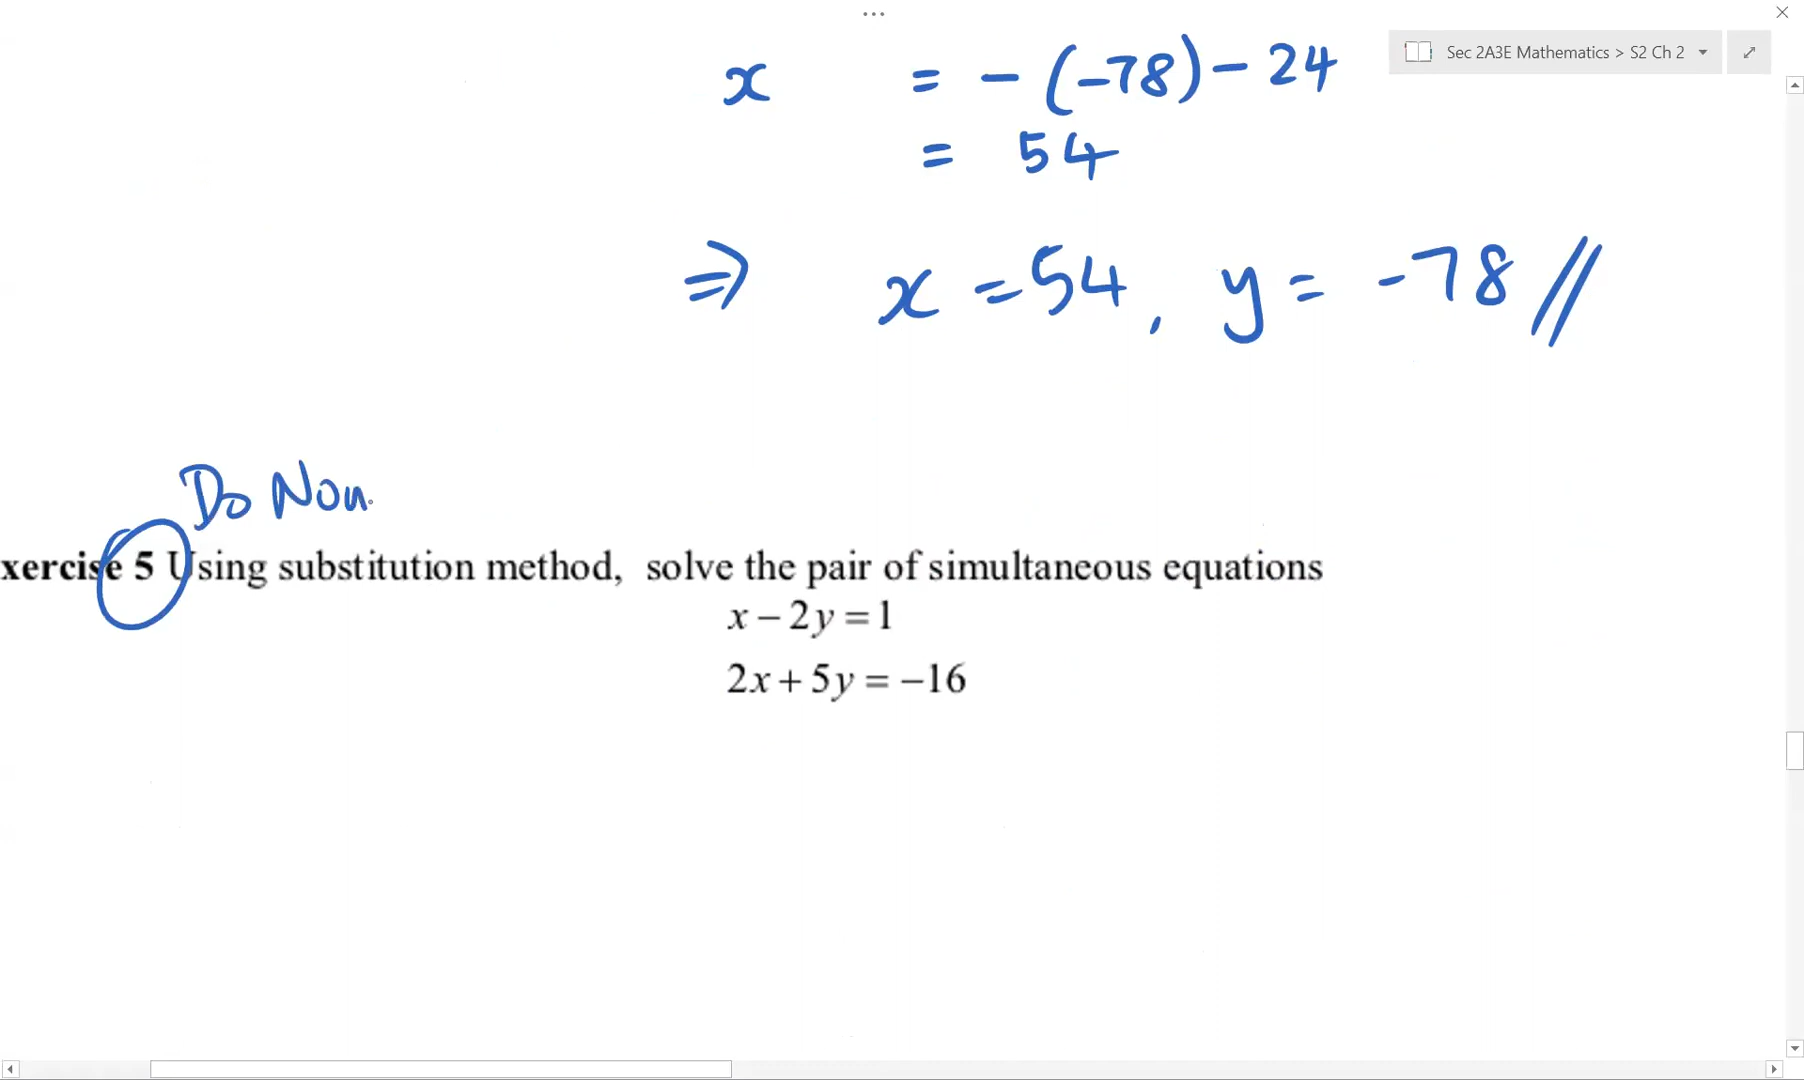 Sec 2A3E Mathematics > S2 Ch 2
x = - (-78) - 24
= 54
⇒ x = 54, y = -78 //
Do Now.
xercise 5 Using substitution method, solve the pair of simultaneous equations
x − 2y = 1
2x + 5y = −16